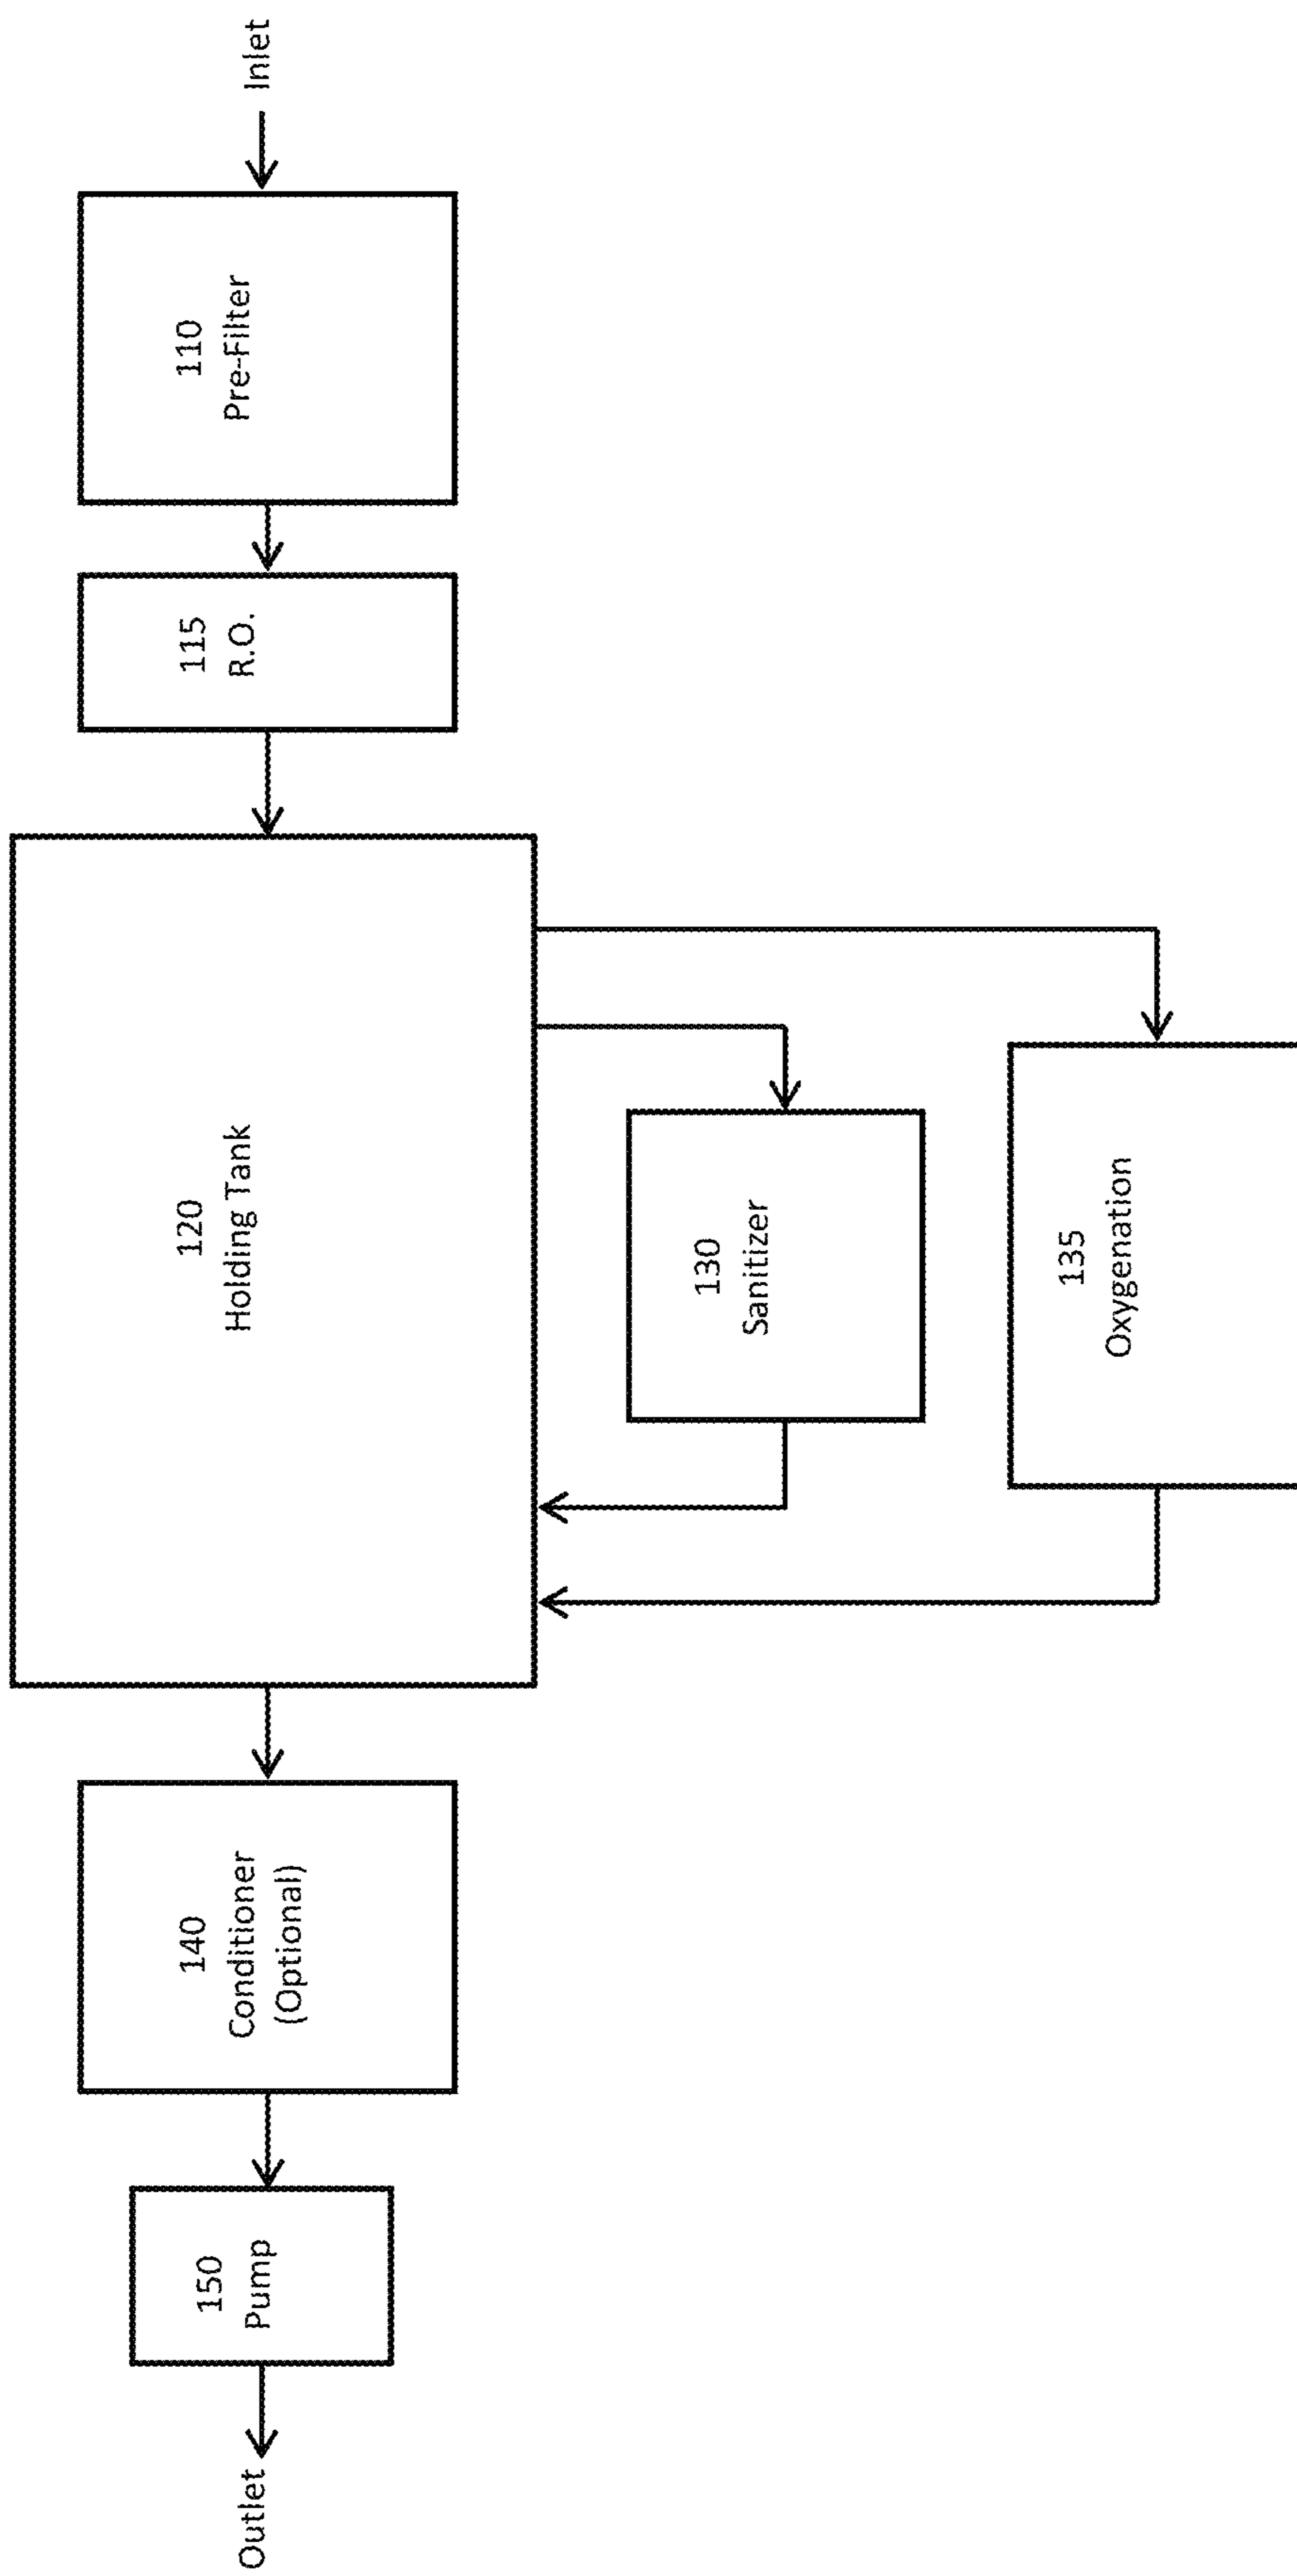 Outlet
150
Pump
140
Conditioner
(Optional)
120
Holding Tank
115
R.O.
110
Pre-Filter
Inlet
130
Sanitizer
135
Oxygenation